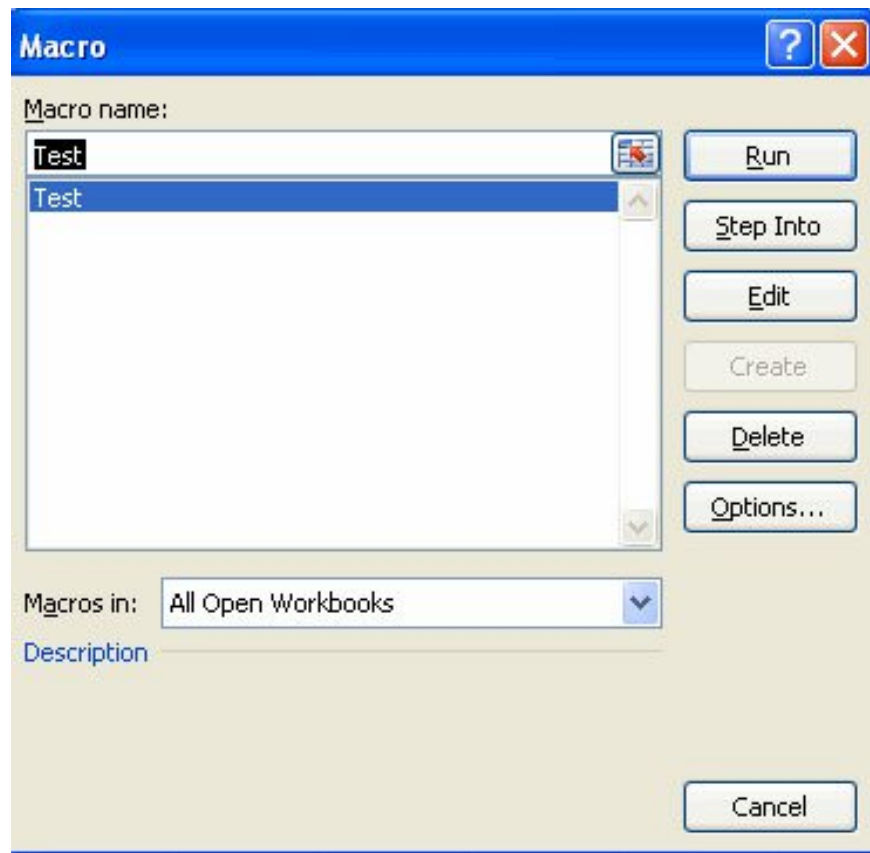 Macro
Macro name:
Test
Test
Run
Step Into
Edit
Create
Delete
Options...
Macros in: All Open Workbooks
Description
Cancel